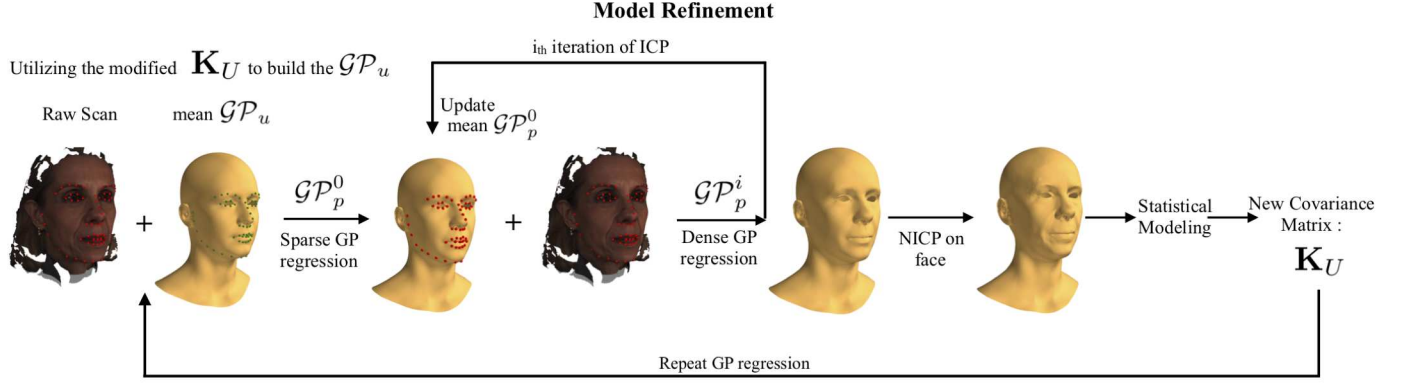 Model Refinement
i_th iteration of ICP
Utilizing the modified 𝐊_U to build the 𝒢𝒫_u
Raw Scan
mean 𝒢𝒫_u
Update
mean 𝒢𝒫_p^0
+
𝒢𝒫_p^0
Sparse GP
regression
+
𝒢𝒫_p^i
Dense GP
regression
NICP on
face
Statistical
Modeling
New Covariance
Matrix :
𝐊_U
Repeat GP regression